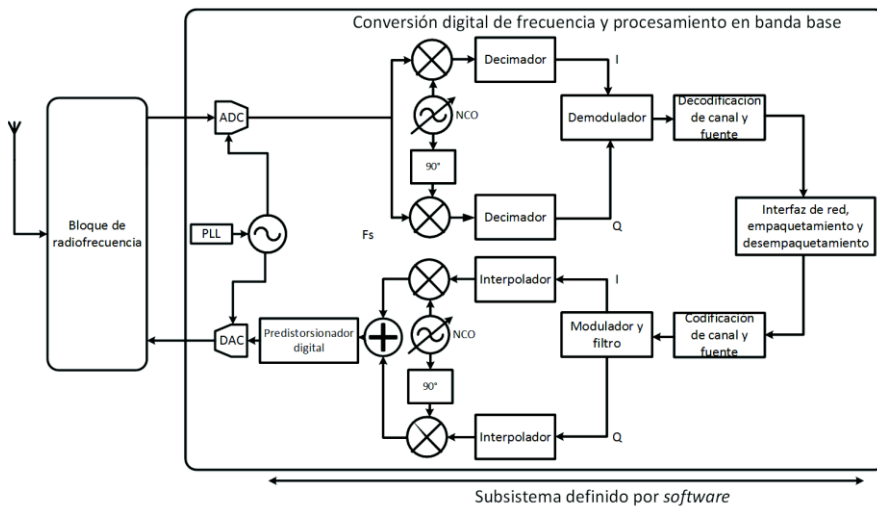 Conversión digital de frecuencia y procesamiento en banda base
Decimador
I
ADC
NCO
Demodulador
Decodificación
de canal y
fuente
90°
Bloque de
radiofrecuencia
PLL
Fs
Decimador
Q
Interfaz de red,
empaquetamiento y
desempaquetamiento
Interpolador
I
DAC
Predistorsionador
digital
NCO
Modulador y
filtro
Codificación
de canal y
fuente
90°
Interpolador
Q
Subsistema definido por software